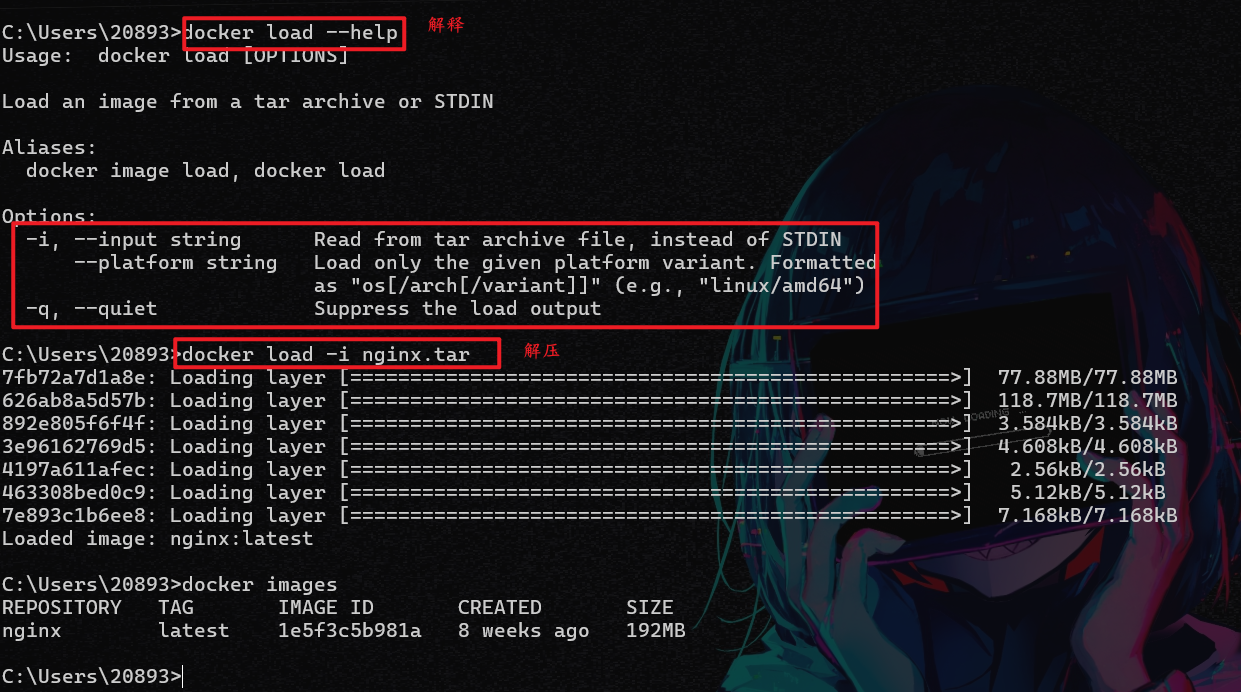 C:\Users\20893>docker load --help 解释
Usage:  docker load [OPTIONS]
Load an image from a tar archive or STDIN
Aliases:
  docker image load, docker load
Options:
  -i, --input string      Read from tar archive file, instead of STDIN
      --platform string   Load only the given platform variant. Formatted
                          as "os[/arch[/variant]]" (e.g., "linux/amd64")
  -q, --quiet             Suppress the load output
C:\Users\20893>docker load -i nginx.tar 解压
7fb72a7d1a8e: Loading layer [==================================================>]  77.88MB/77.88MB
626ab8a5d57b: Loading layer [==================================================>]  118.7MB/118.7MB
892e805f6f4f: Loading layer [==================================================>]  3.584kB/3.584kB
3e96162769d5: Loading layer [==================================================>]  4.608kB/4.608kB
4197a611afec: Loading layer [==================================================>]   2.56kB/2.56kB
463308bed0c9: Loading layer [==================================================>]   5.12kB/5.12kB
7e893c1b6ee8: Loading layer [==================================================>]  7.168kB/7.168kB
Loaded image: nginx:latest
C:\Users\20893>docker images
REPOSITORY   TAG       IMAGE ID       CREATED       SIZE
nginx        latest    1e5f3c5b981a   8 weeks ago   192MB
C:\Users\20893>